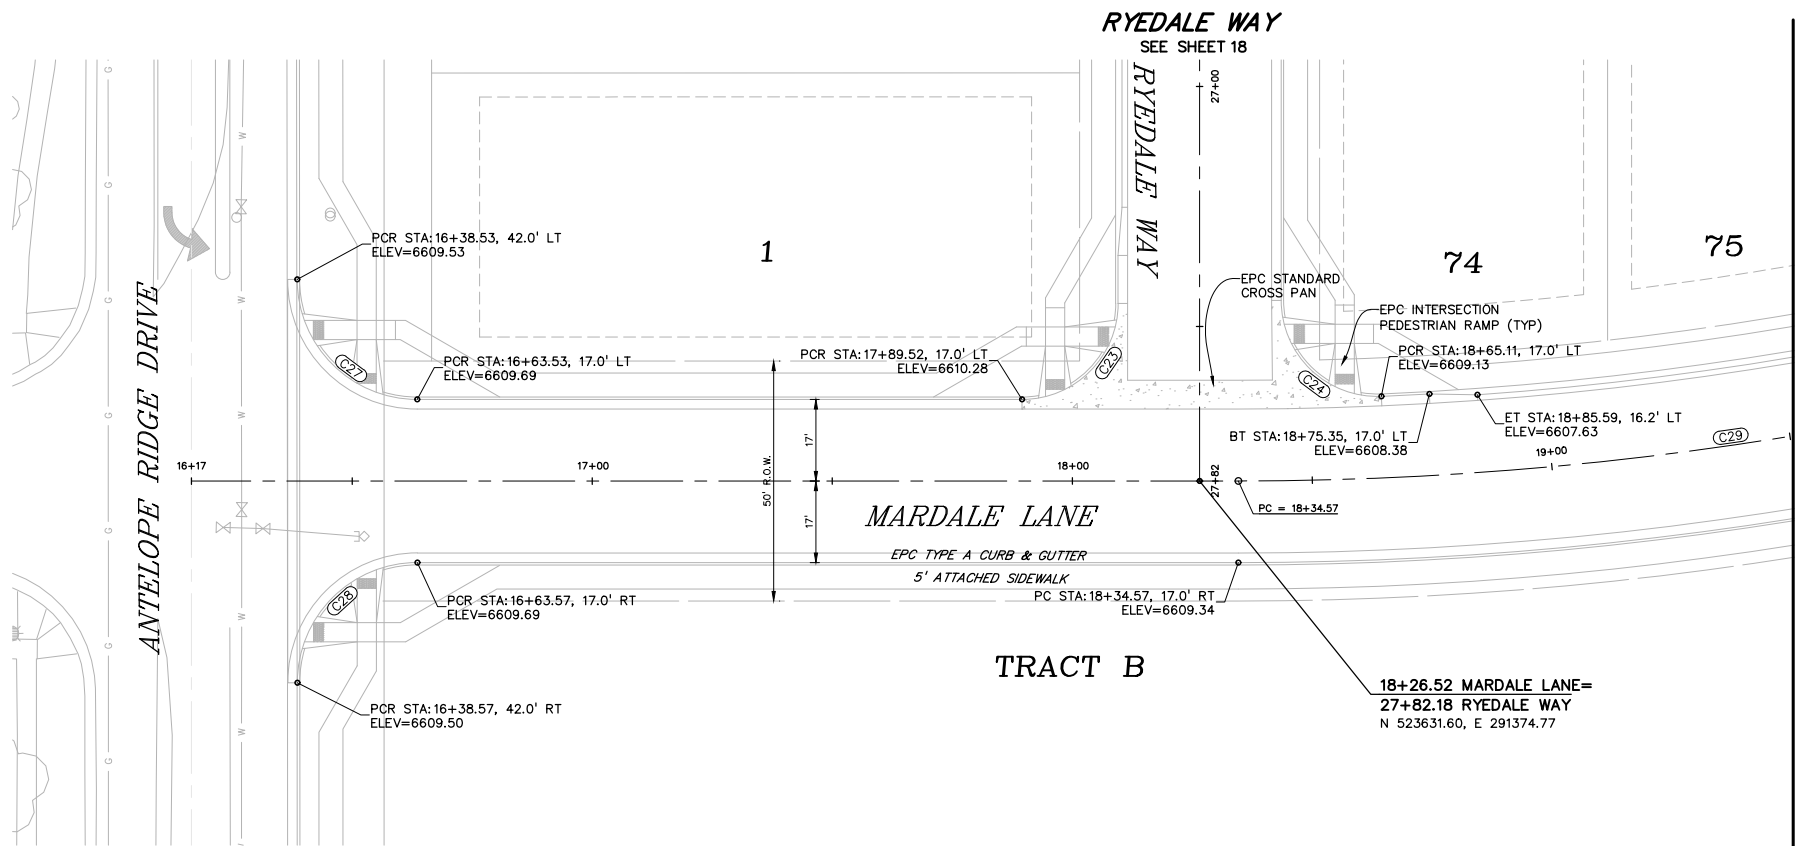 RYEDALE WAY
SEE SHEET 18
RYEDALE WAY
27+00
PCR STA:16+38.53, 42.0' LT
ELEV=6609.53
1
74
75
EPC STANDARD
CROSS PAN
EPC INTERSECTION
PEDESTRIAN RAMP (TYP)
ANTELOPE RIDGE DRIVE
C27
PCR STA:16+63.53, 17.0' LT
ELEV=6609.69
PCR STA:17+89.52, 17.0' LT
ELEV=6610.28
C23
C24
PCR STA:18+65.11, 17.0' LT
ELEV=6609.13
ET STA:18+85.59, 16.2' LT
ELEV=6607.63
BT STA:18+75.35, 17.0' LT
ELEV=6608.38
C29
16+17
17+00
18+00
19+00
17'
50' R.O.W.
17'
27+82
PC = 18+34.57
MARDALE LANE
EPC TYPE A CURB & GUTTER
5' ATTACHED SIDEWALK
C28
PCR STA:16+63.57, 17.0' RT
ELEV=6609.69
PC STA:18+34.57, 17.0' RT
ELEV=6609.34
TRACT B
PCR STA:16+38.57, 42.0' RT
ELEV=6609.50
18+26.52 MARDALE LANE=
27+82.18 RYEDALE WAY
N 523631.60, E 291374.77
G
G
G
G
G
G
G
W
W
W
W
W
W
W